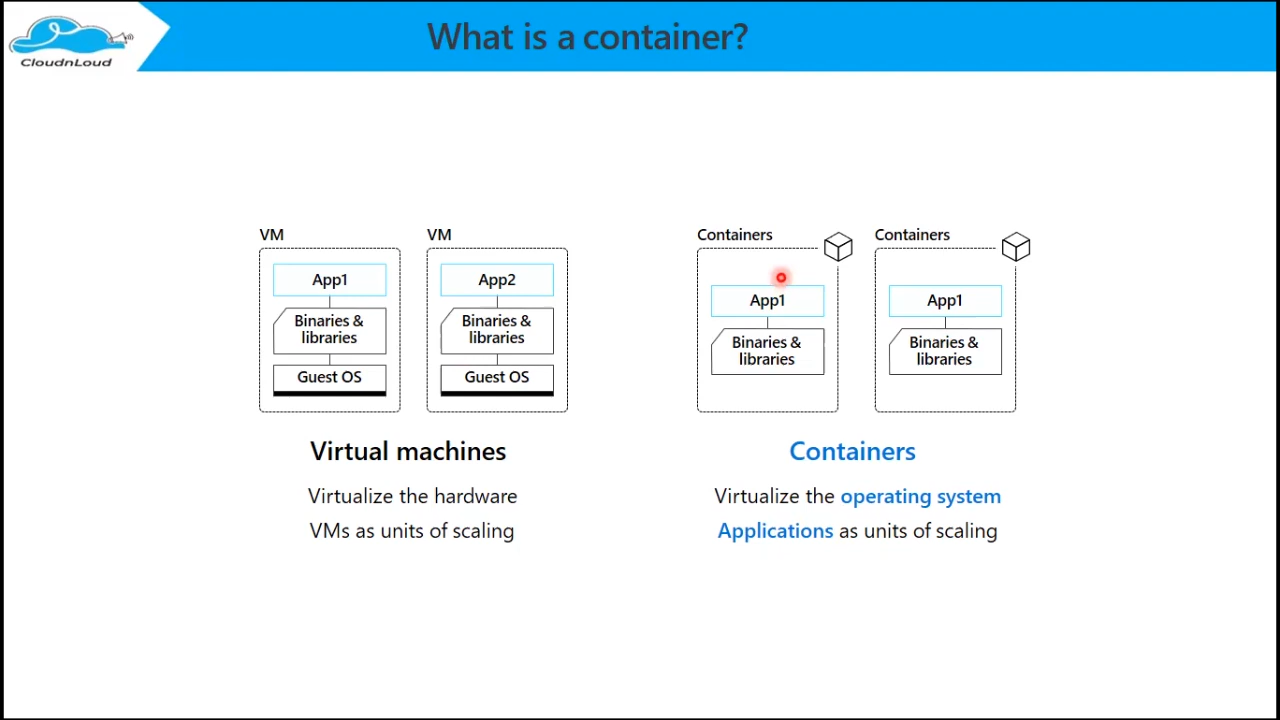 CloudnLoud
What is a container?
VM
App1
Binaries &
libraries
Guest OS
VM
App2
Binaries &
libraries
Guest OS
Virtual machines
Virtualize the hardware
VMs as units of scaling
Containers
App1
Binaries &
libraries
Containers
App1
Binaries &
libraries
Containers
Virtualize the operating system
Applications as units of scaling